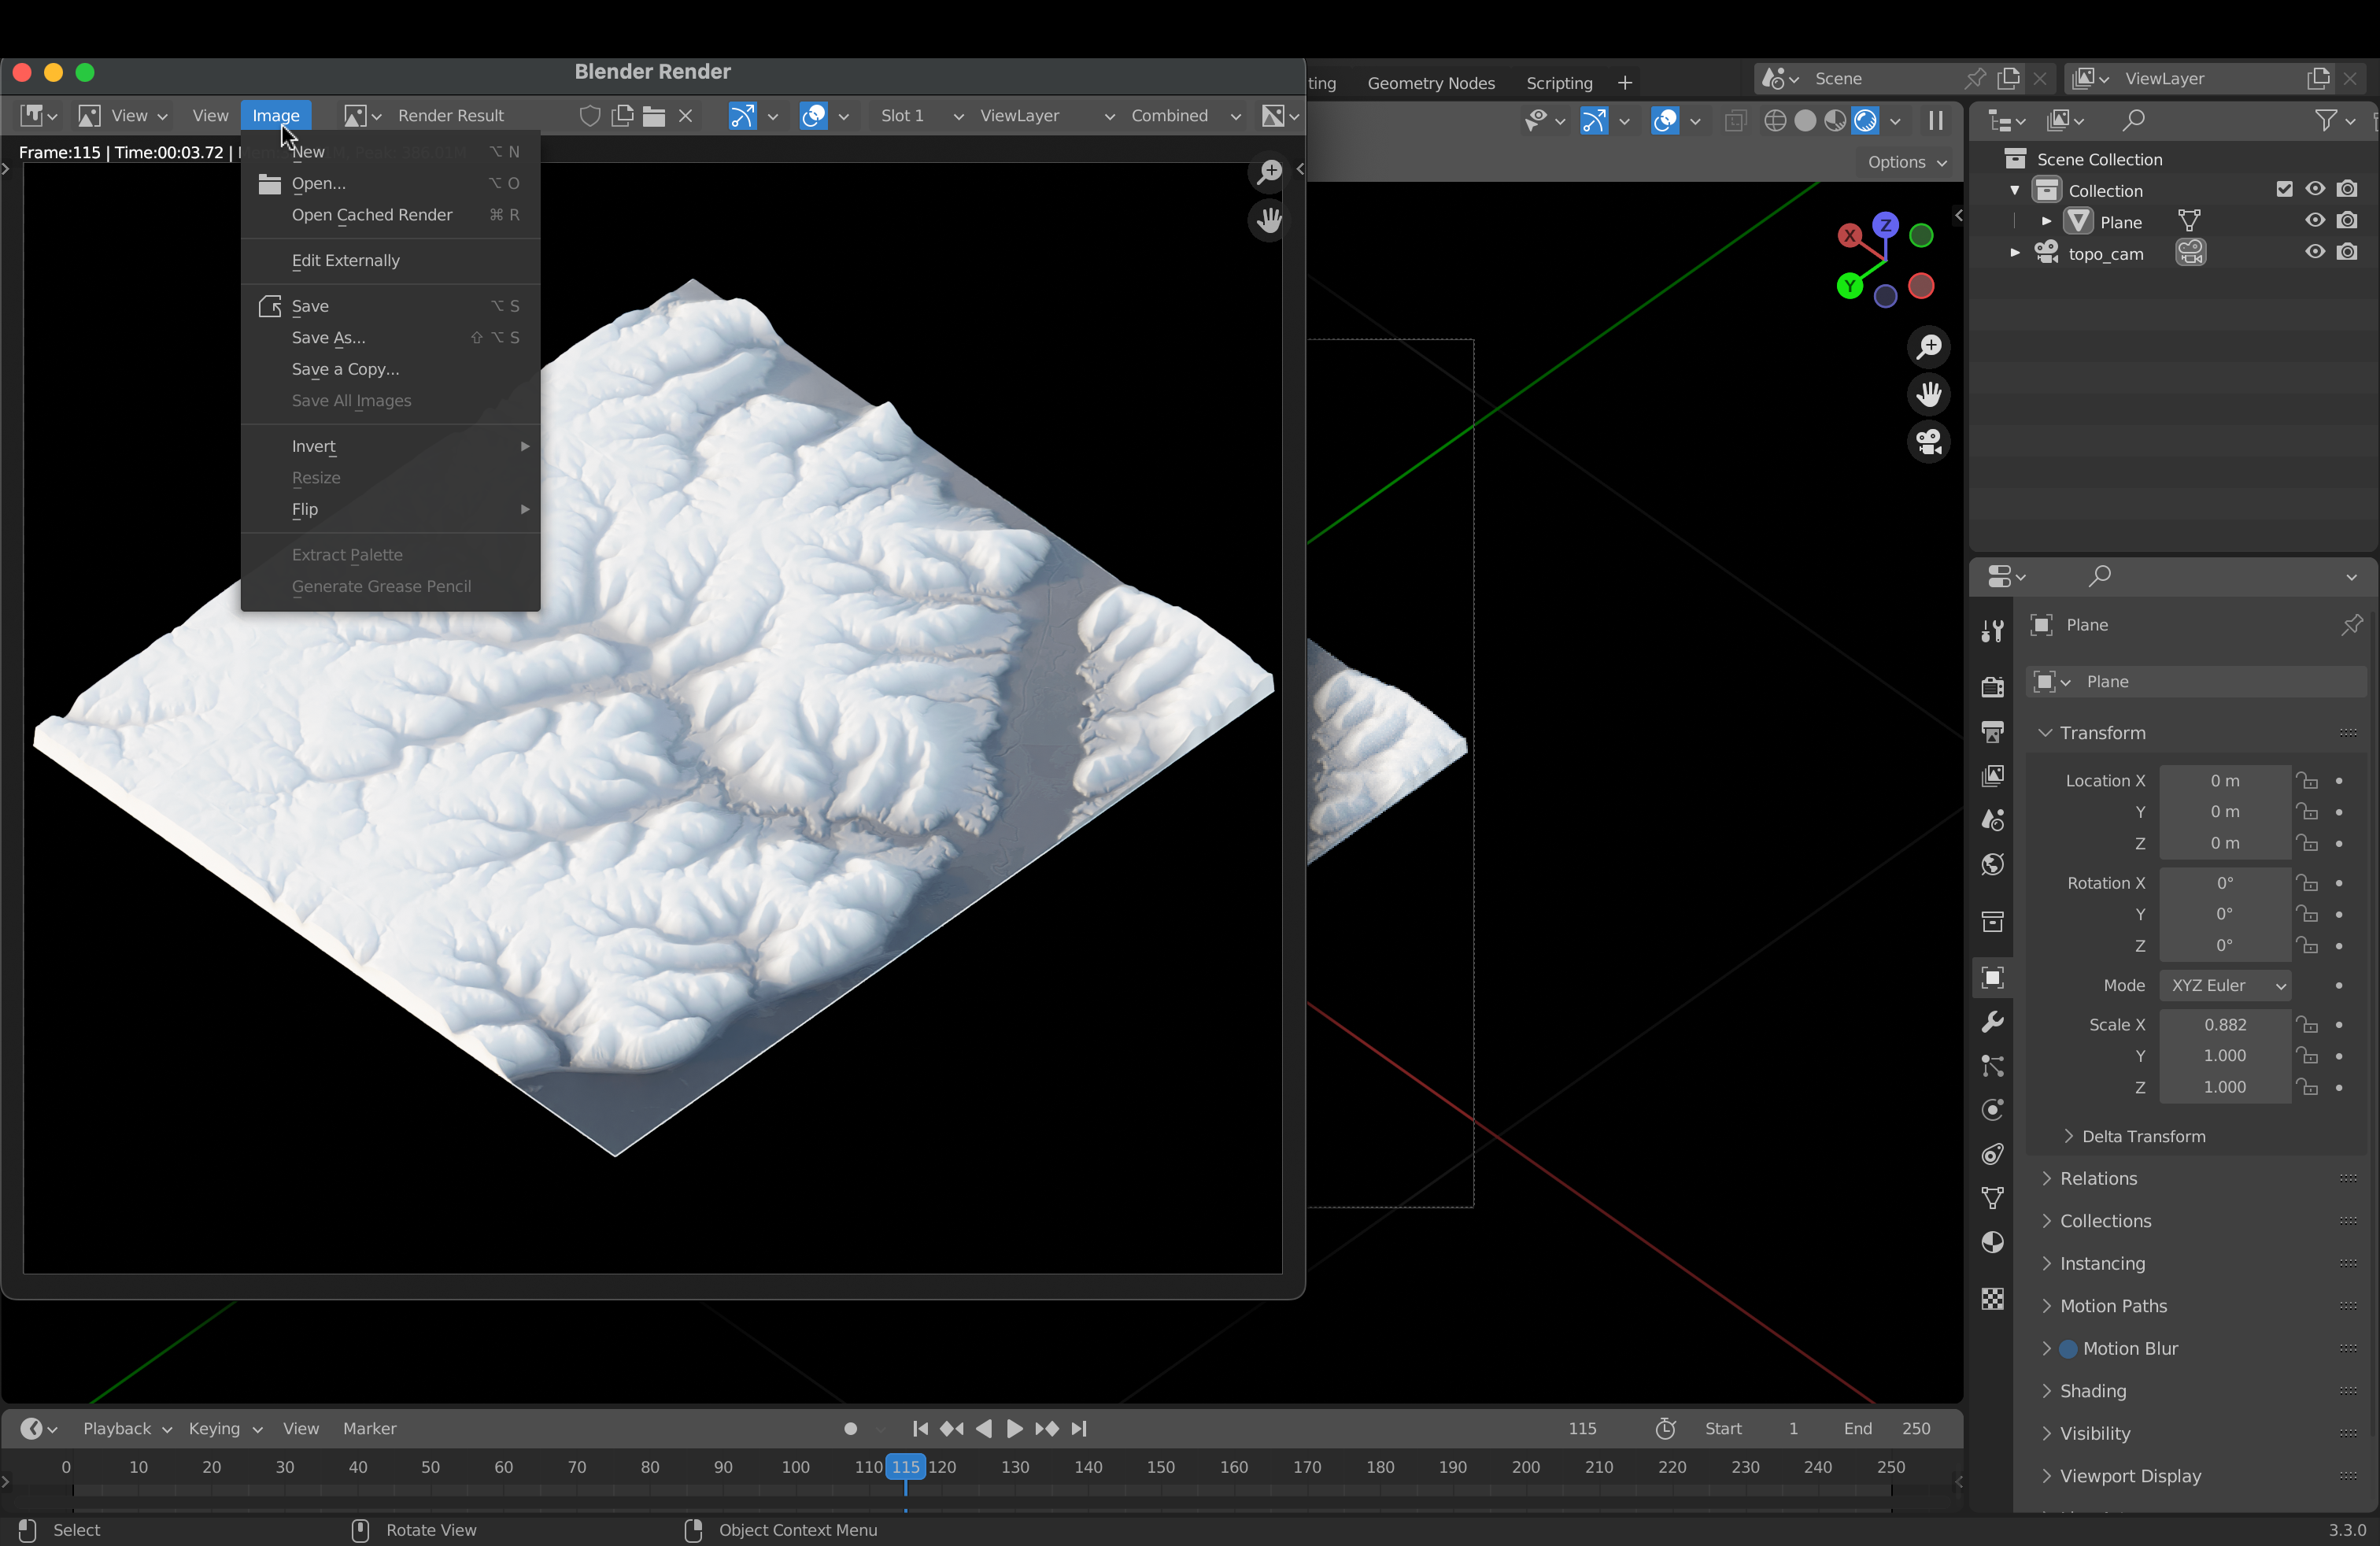 Blender Render
View View Image Render Result Slot 1 ViewLayer Combined
Frame:115 | Time:00:03.72 |
New ⌥ N
Open... ⌥ O
Open Cached Render ⌘ R
Edit Externally
Save ⌥ S
Save As... ⇧ ⌥ S
Save a Copy...
Save All Images
Invert
Resize
Flip
Extract Palette
Generate Grease Pencil
ting Geometry Nodes Scripting + Scene ViewLayer
Options
X Z Y
Scene Collection
Collection
Plane
topo_cam
Plane
Plane
Transform
Location X 0 m
Y 0 m
Z 0 m
Rotation X 0°
Y 0°
Z 0°
Mode XYZ Euler
Scale X 0.882
Y 1.000
Z 1.000
Delta Transform
Relations
Collections
Instancing
Motion Paths
Motion Blur
Shading
Visibility
Viewport Display
Playback Keying View Marker 115 Start 1 End 250
0 10 20 30 40 50 60 70 80 90 100 110 115 120 130 140 150 160 170 180 190 200 210 220 230 240 250
Select Rotate View Object Context Menu 3.3.0